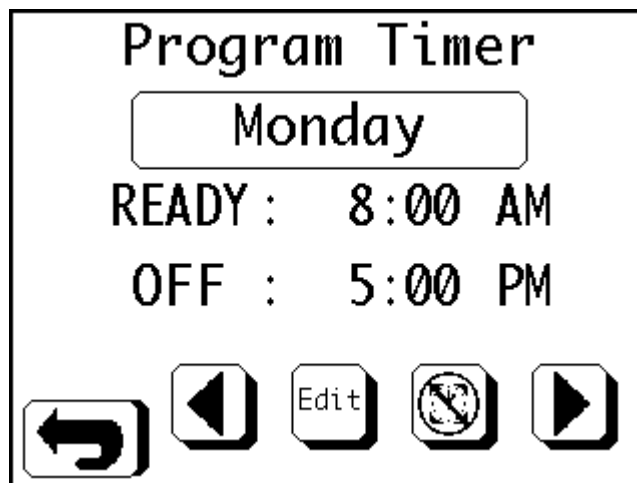 Program Timer
Monday
READY: 8:00 AM
OFF : 5:00 PM
Edit